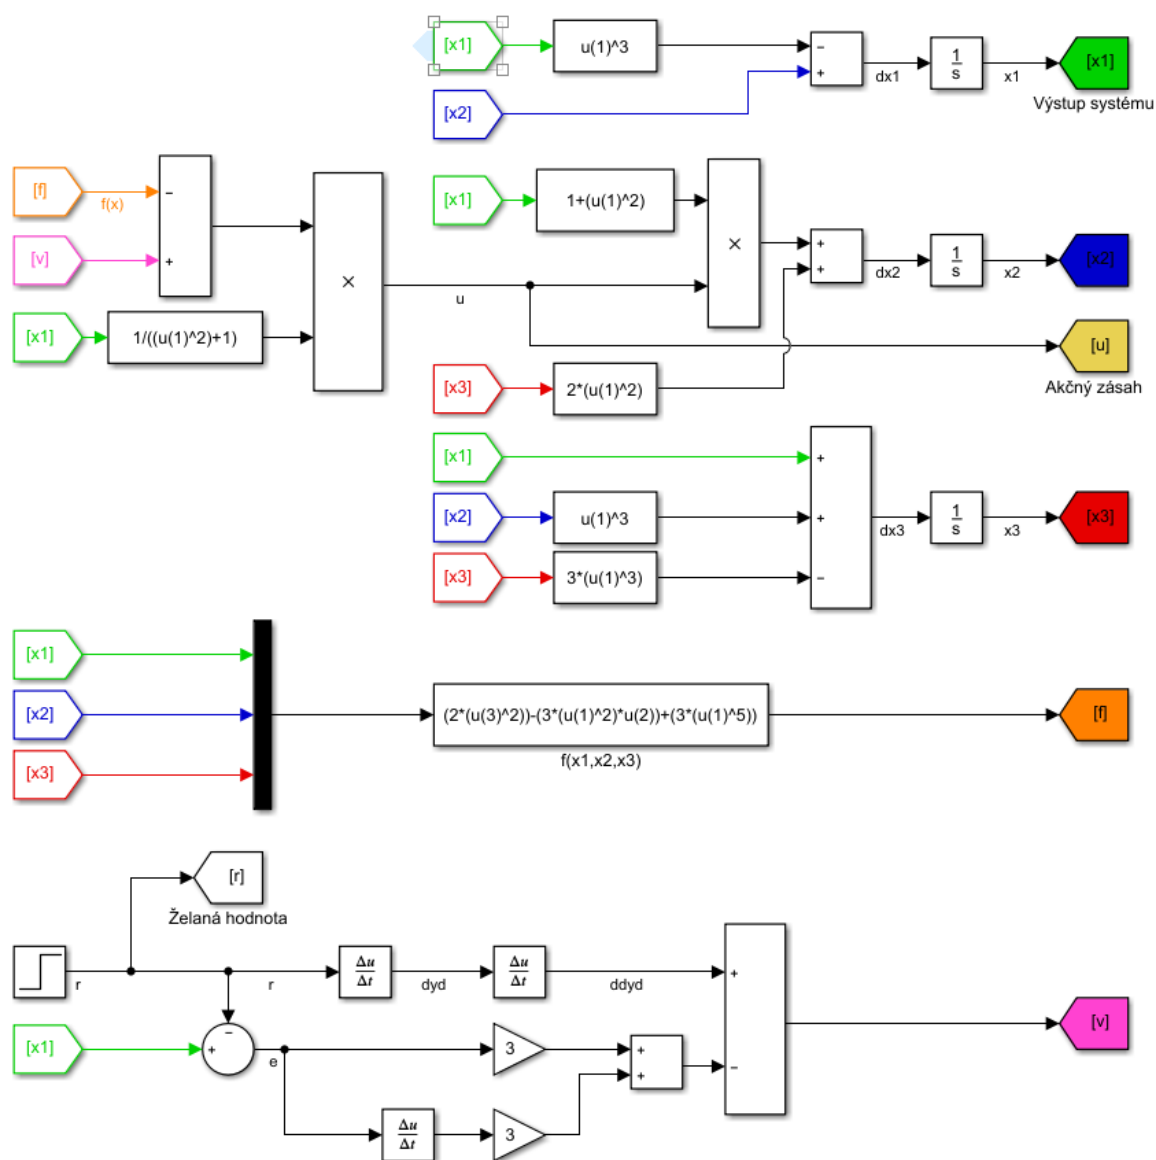 [x1]
u(1)^3
−
+
dx1
1
s
x1
[x1]
Výstup systému
[x2]
[f]
f(x)
−
[v]
+
×
[x1]
1/((u(1)^2)+1)
u
[x1]
1+(u(1)^2)
×
+
+
dx2
1
s
x2
[x2]
[u]
Akčný zásah
[x3]
2*(u(1)^2)
[x1]
+
[x2]
u(1)^3
+
[x3]
3*(u(1)^3)
−
dx3
1
s
x3
[x3]
[x1]
[x2]
[x3]
(2*(u(3)^2))-(3*(u(1)^2)*u(2))+(3*(u(1)^5))
f(x1,x2,x3)
[f]
[r]
Želaná hodnota
r
r
Δu
Δt
dyd
Δu
Δt
ddyd
+
−
[v]
[x1]
+
−
e
3
+
+
Δu
Δt
3